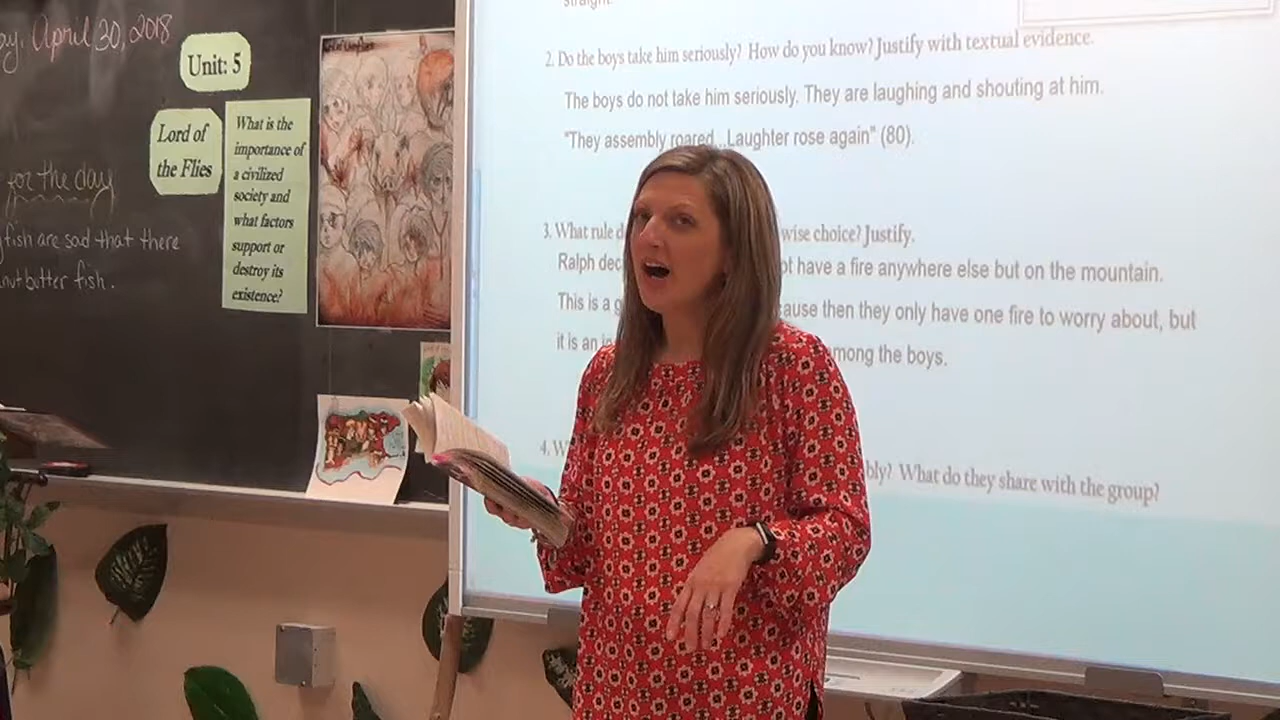 April 30, 2018
Unit: 5
Lord of
the Flies
What is the
importance of
a civilized
society and
what factors
support or
destroy its
existence?
for the day
fish are sad that there
butter fish.
straight.
2. Do the boys take him seriously? How do you know? Justify with textual evidence.
The boys do not take him seriously. They are laughing and shouting at him.
"They assembly roared...Laughter rose again" (80).
3. What rule wise choice? Justify.
Ralph have a fire anywhere else but on the mountain.
This is a then they only have one fire to worry about, but
it is an the boys.
4. What do they share with the group?